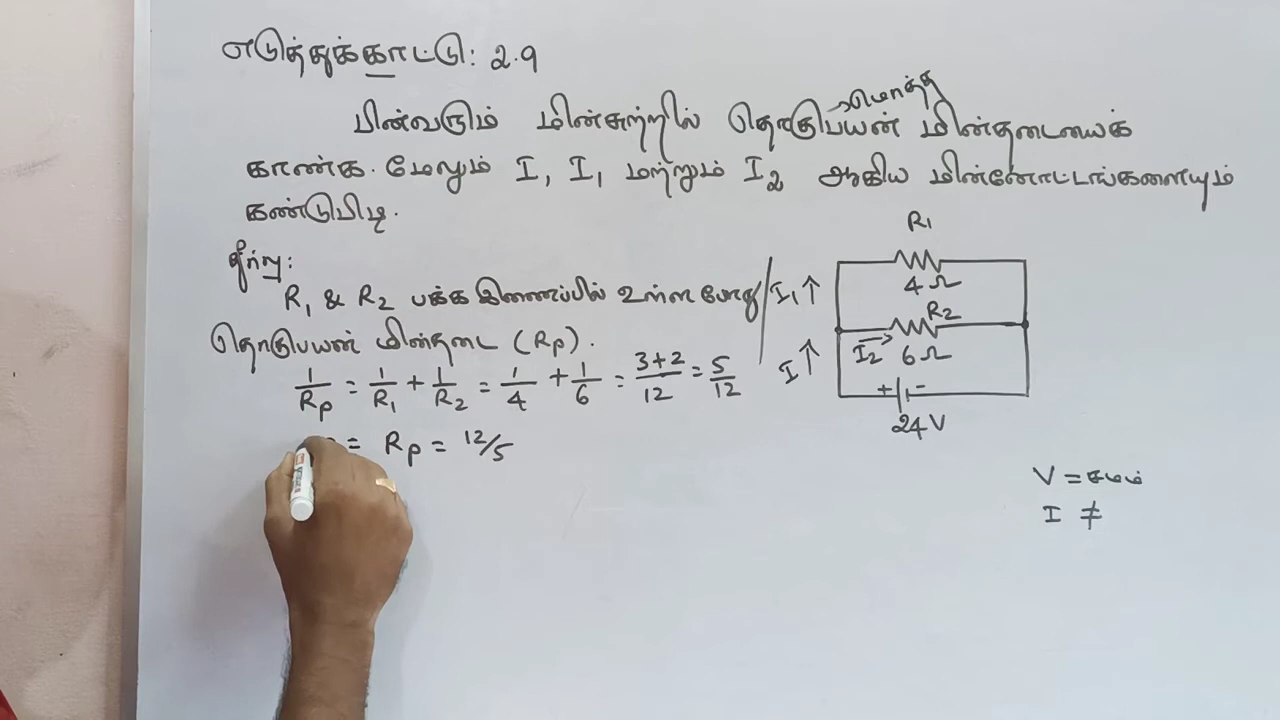 எடுத்துக்காட்டு: 2.9
மொத்த
பின்வரும் மின்சுற்றில் தொகுபயன் மின்தடையைக்
காண்க. மேலும் I, I₁ மற்றும் I₂ ஆகிய மின்னோட்டங்களையும்
கண்டுபிடி.
தீர்வு:
R₁ & R₂ பக்க இணைப்பில் உள்ள போது
தொகுபயன் மின்தடை (Rp).
1/Rp = 1/R₁ + 1/R₂ = 1/4 + 1/6 = 3+2/12 = 5/12
= Rp = 12/5
R₁
4 Ω
I₁ ↑
R₂
I₂ 6 Ω
I ↑
+ -
24 V
V = சமம்
I ≠